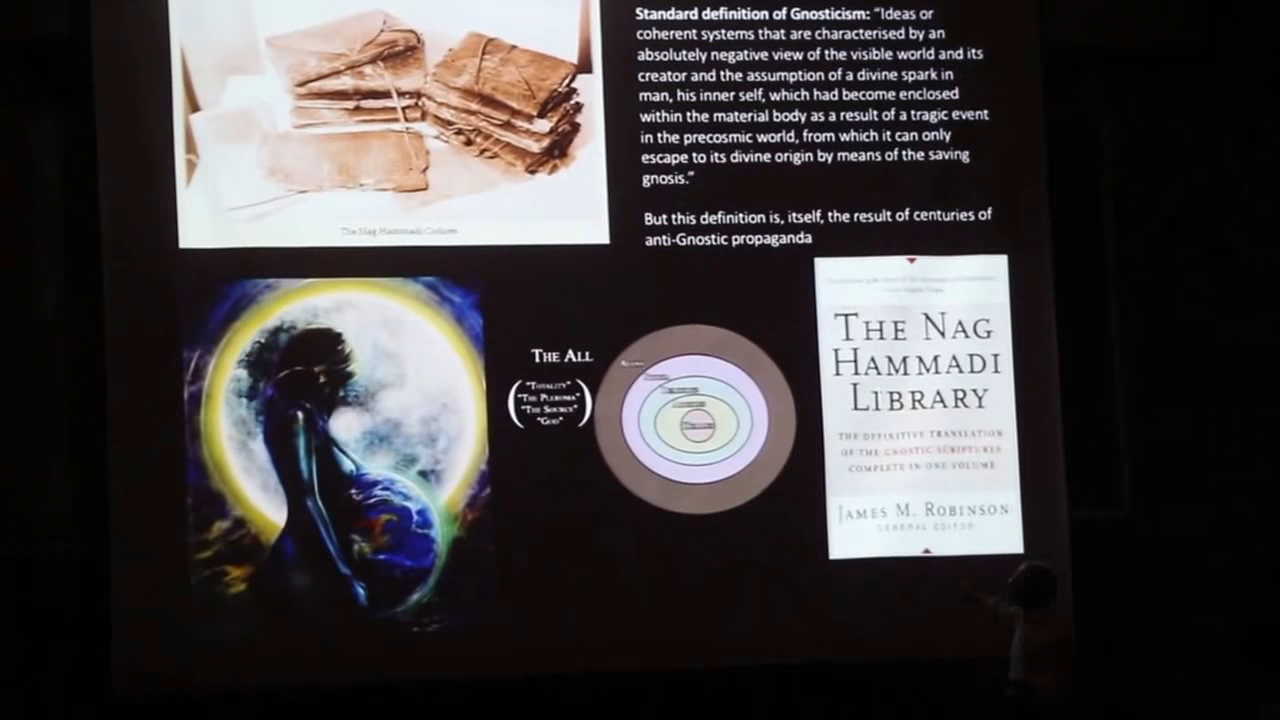 Standard definition of Gnosticism: “Ideas or
coherent systems that are characterised by an
absolutely negative view of the visible world and its
creator and the assumption of a divine spark in
man, his inner self, which had become enclosed
within the material body as a result of a tragic event
in the precosmic world, from which it can only
escape to its divine origin by means of the saving
gnosis.”
But this definition is, itself, the result of centuries of
anti-Gnostic propaganda
The Nag Hammadi Codices
THE ALL
"TOTALITY"
"THE PLEROMA"
"THE SOURCE"
"GOD"
THE NAG
HAMMADI
LIBRARY
THE DEFINITIVE TRANSLATION
OF THE GNOSTIC SCRIPTURES
COMPLETE IN ONE VOLUME
JAMES M. ROBINSON
GENERAL EDITOR